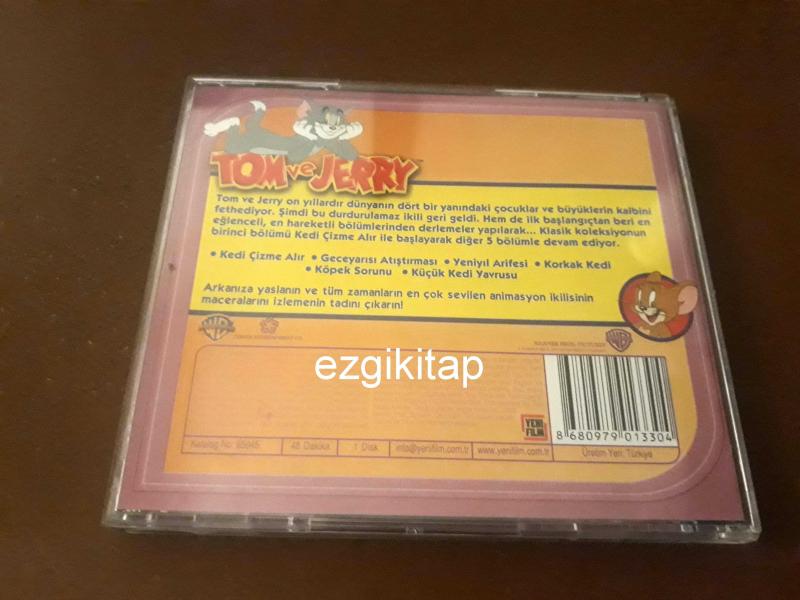 TOM ve JERRY
Tom ve Jerry on yıllardır dünyanın dört bir yanındaki çocuklar ve büyüklerin kalbini
fethediyor. Şimdi bu durdurulamaz ikili geri geldi. Hem de ilk başlangıçtan beri en
eğlenceli, en hareketli bölümlerinden derlemeler yapılarak... Klasik koleksiyonun
birinci bölümü Kedi Çizme Alır ile başlayarak diğer 5 bölümle devam ediyor.
• Kedi Çizme Alır • Geceyarısı Atıştırması • Yeniyıl Arifesi • Korkak Kedi
• Köpek Sorunu • Küçük Kedi Yavrusu
Arkanıza yaslanın ve tüm zamanların en çok sevilen animasyon ikilisinin
maceralarını izlemenin tadını çıkarın!
WARNER BROS. PICTURES
ezgikitap
YENİ
FİLM
8 680979 013304
Katalog No: 95945 48 Dakika 1 Disk info@yenifilm.com.tr www.yenifilm.com.tr Üretim Yeri: Türkiye